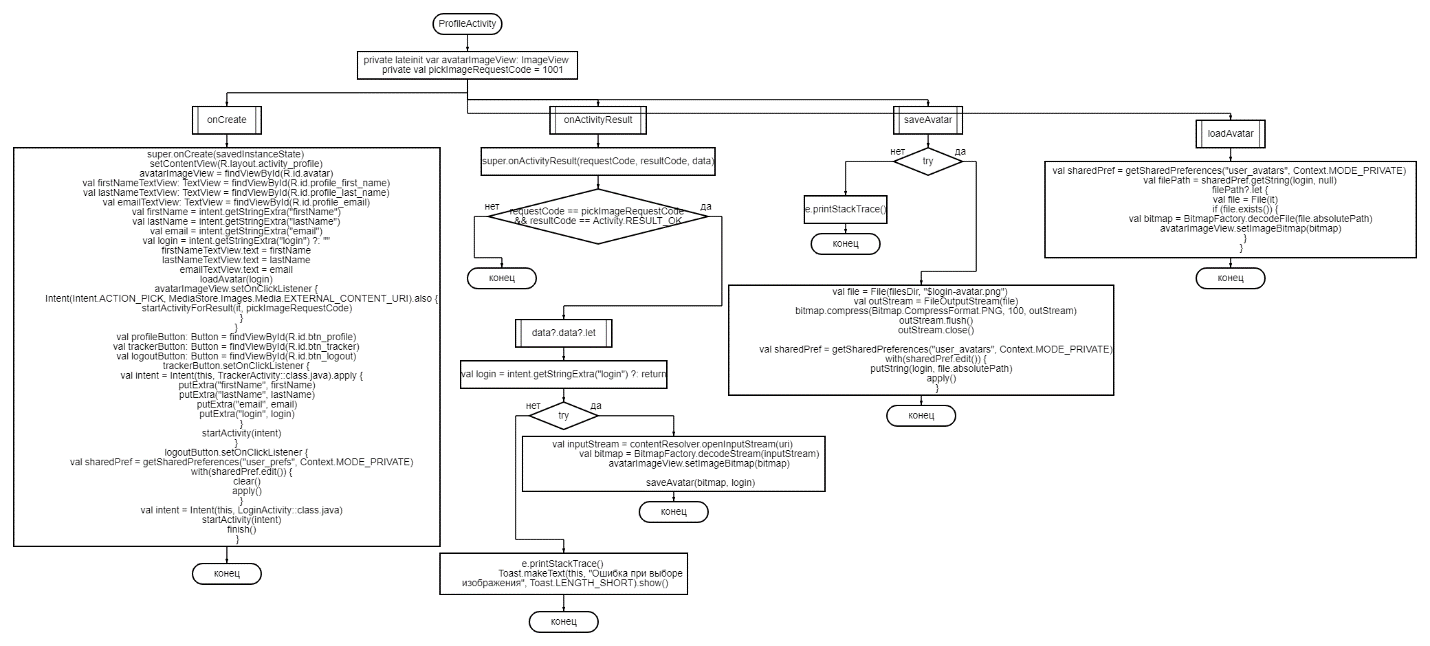 ProfileActivity
private lateinit var avatarImageView: ImageView
private val pickImageRequestCode = 1001
onCreate
super.onCreate(savedInstanceState)
setContentView(R.layout.activity_profile)
avatarImageView = findViewById(R.id.avatar)
val firstNameTextView: TextView = findViewById(R.id.profile_first_name)
val lastNameTextView: TextView = findViewById(R.id.profile_last_name)
val emailTextView: TextView = findViewById(R.id.profile_email)
val firstName = intent.getStringExtra("firstName")
val lastName = intent.getStringExtra("lastName")
val email = intent.getStringExtra("email")
val login = intent.getStringExtra("login") ?: ""
firstNameTextView.text = firstName
lastNameTextView.text = lastName
emailTextView.text = email
loadAvatar(login)
avatarImageView.setOnClickListener {
Intent(Intent.ACTION_PICK, MediaStore.Images.Media.EXTERNAL_CONTENT_URI).also {
startActivityForResult(it, pickImageRequestCode)
}
}
val profileButton: Button = findViewById(R.id.btn_profile)
val trackerButton: Button = findViewById(R.id.btn_tracker)
val logoutButton: Button = findViewById(R.id.btn_logout)
trackerButton.setOnClickListener {
val intent = Intent(this, TrackerActivity::class.java).apply {
putExtra("firstName", firstName)
putExtra("lastName", lastName)
putExtra("email", email)
putExtra("login", login)
}
startActivity(intent)
}
logoutButton.setOnClickListener {
val sharedPref = getSharedPreferences("user_prefs", Context.MODE_PRIVATE)
with(sharedPref.edit()) {
clear()
apply()
}
val intent = Intent(this, LoginActivity::class.java)
startActivity(intent)
finish()
}
конец
onActivityResult
super.onActivityResult(requestCode, resultCode, data)
нет
да
requestCode == pickImageRequestCode
&& resultCode == Activity.RESULT_OK
конец
data?.data?.let
val login = intent.getStringExtra("login") ?: return
нет
да
try
val inputStream = contentResolver.openInputStream(uri)
val bitmap = BitmapFactory.decodeStream(inputStream)
avatarImageView.setImageBitmap(bitmap)
saveAvatar(bitmap, login)
конец
e.printStackTrace()
Toast.makeText(this, "Ошибка при выборе
изображения", Toast.LENGTH_SHORT).show()
конец
saveAvatar
нет
да
try
e.printStackTrace()
конец
val file = File(filesDir, "$login-avatar.png")
val outStream = FileOutputStream(file)
bitmap.compress(Bitmap.CompressFormat.PNG, 100, outStream)
outStream.flush()
outStream.close()
val sharedPref = getSharedPreferences("user_avatars", Context.MODE_PRIVATE)
with(sharedPref.edit()) {
putString(login, file.absolutePath)
apply()
}
конец
loadAvatar
val sharedPref = getSharedPreferences("user_avatars", Context.MODE_PRIVATE)
val filePath = sharedPref.getString(login, null)
filePath?.let {
val file = File(it)
if (file.exists()) {
val bitmap = BitmapFactory.decodeFile(file.absolutePath)
avatarImageView.setImageBitmap(bitmap)
}
}
конец